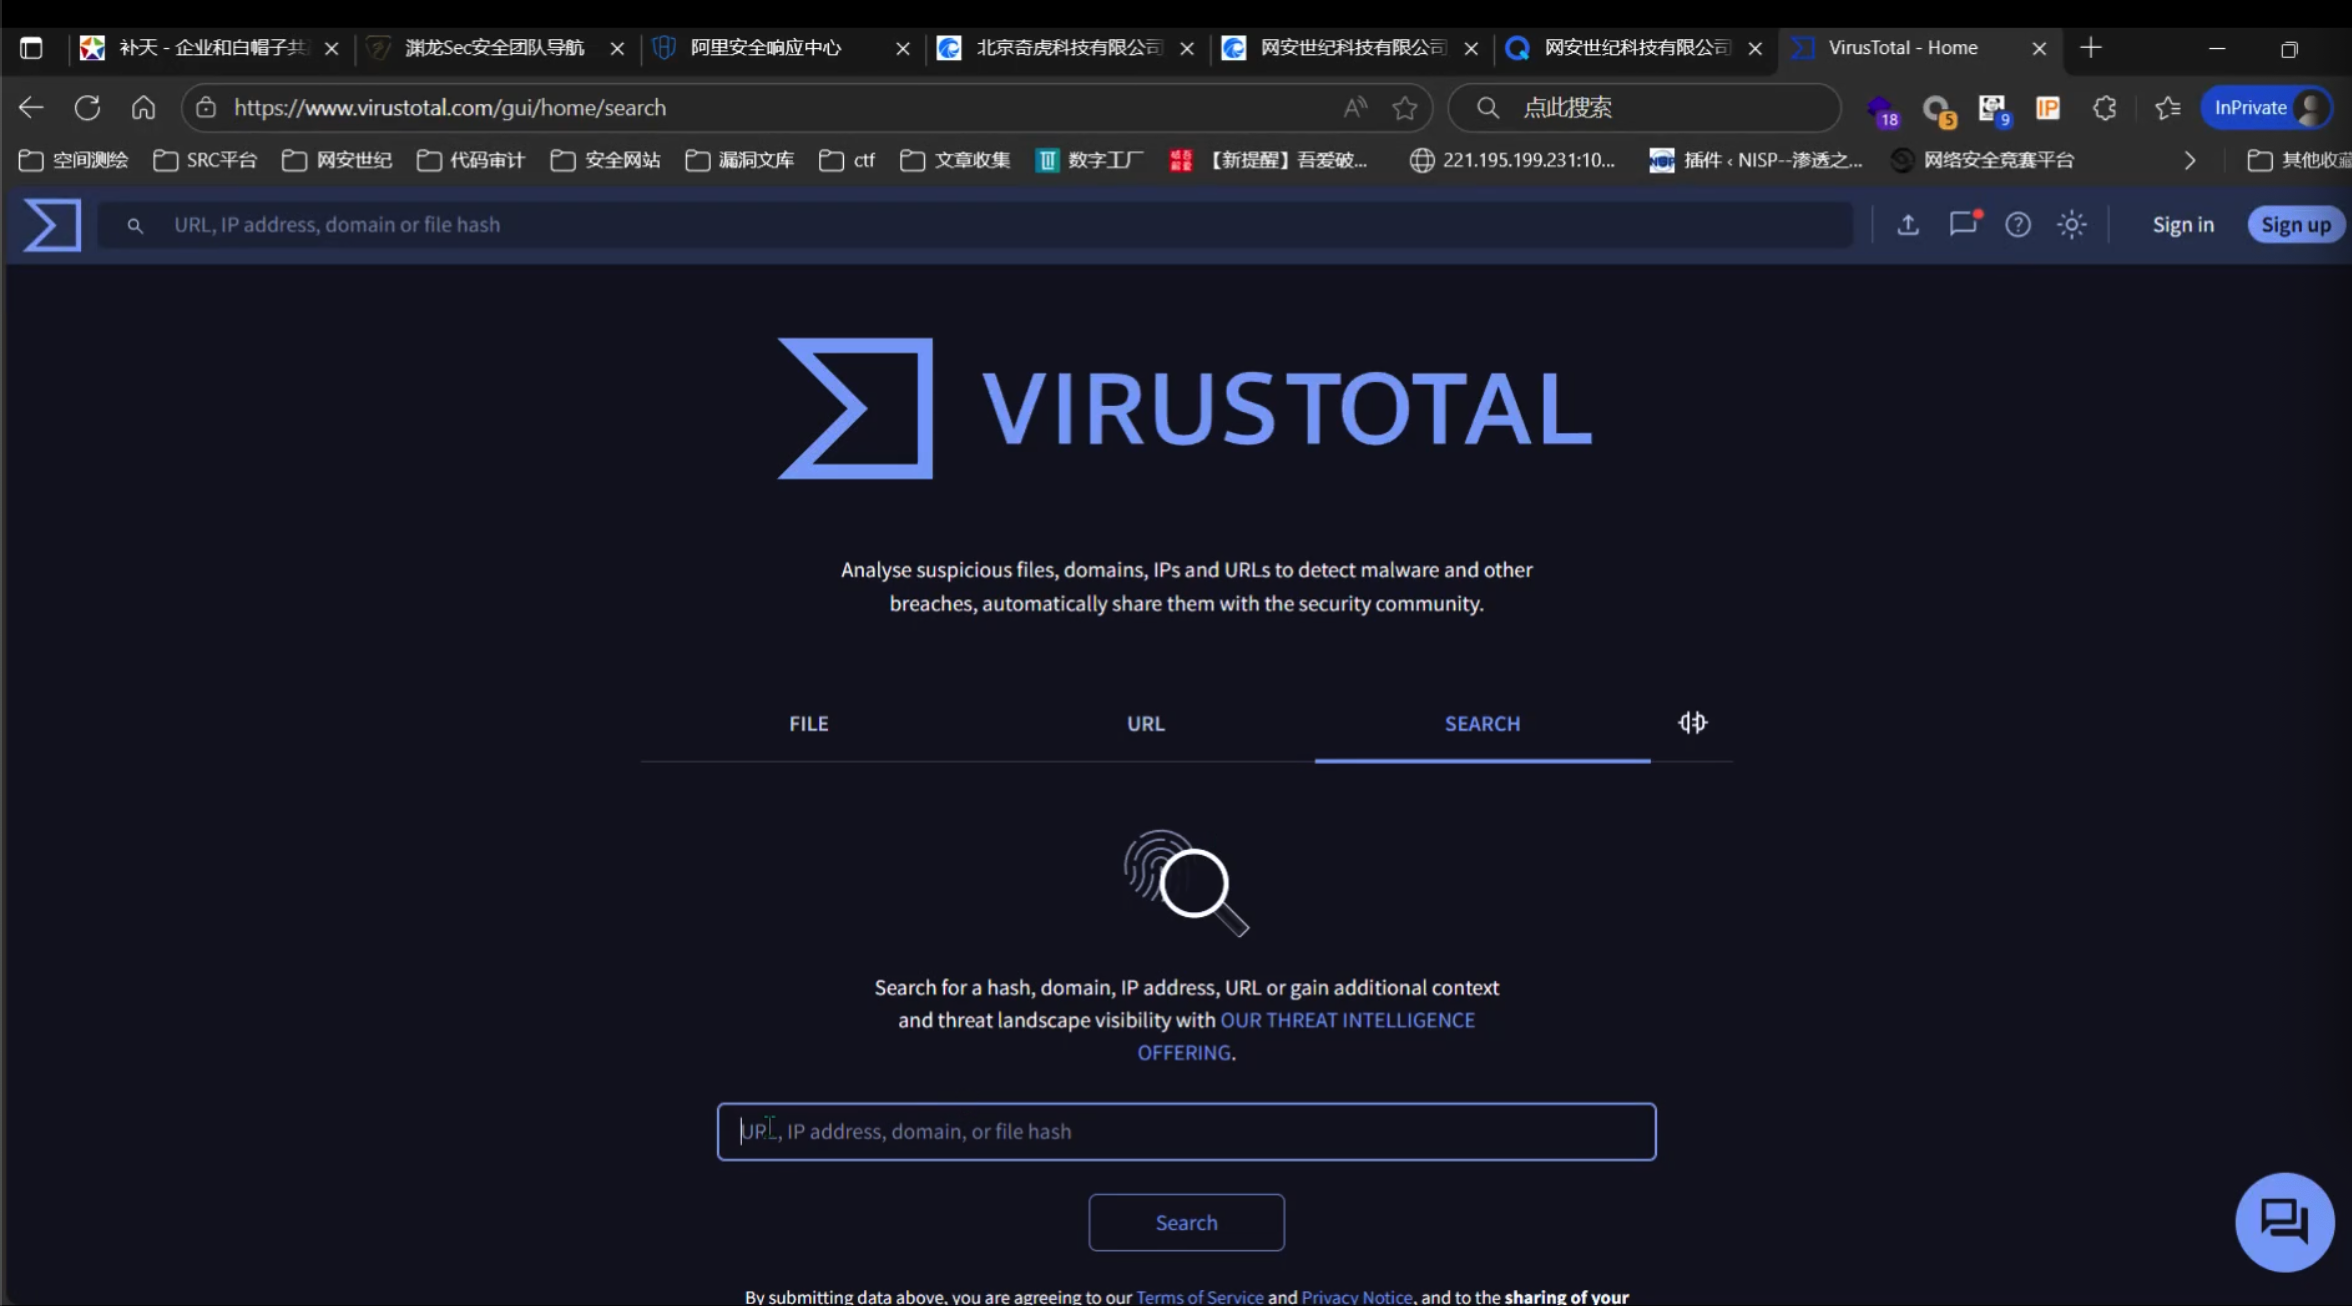 补天 - 企业和白帽子共
渊龙Sec安全团队导航
阿里安全响应中心
北京奇虎科技有限公司
网安世纪科技有限公司
网安世纪科技有限公司
VirusTotal - Home
https://www.virustotal.com/gui/home/search
点此搜索
18
5
9
IP
InPrivate
空间测绘
SRC平台
网安世纪
代码审计
安全网站
漏洞文库
ctf
文章收集
数字工厂
【新提醒】吾爱破...
221.195.199.231:10...
插件 ‹ NISP--渗透之...
网络安全竞赛平台
其他收藏
URL, IP address, domain or file hash
Sign in
Sign up
VIRUSTOTAL
Analyse suspicious files, domains, IPs and URLs to detect malware and other
breaches, automatically share them with the security community.
FILE
URL
SEARCH
Search for a hash, domain, IP address, URL or gain additional context
and threat landscape visibility with OUR THREAT INTELLIGENCE
OFFERING.
URL, IP address, domain, or file hash
Search
By submitting data above, you are agreeing to our Terms of Service and Privacy Notice, and to the sharing of your